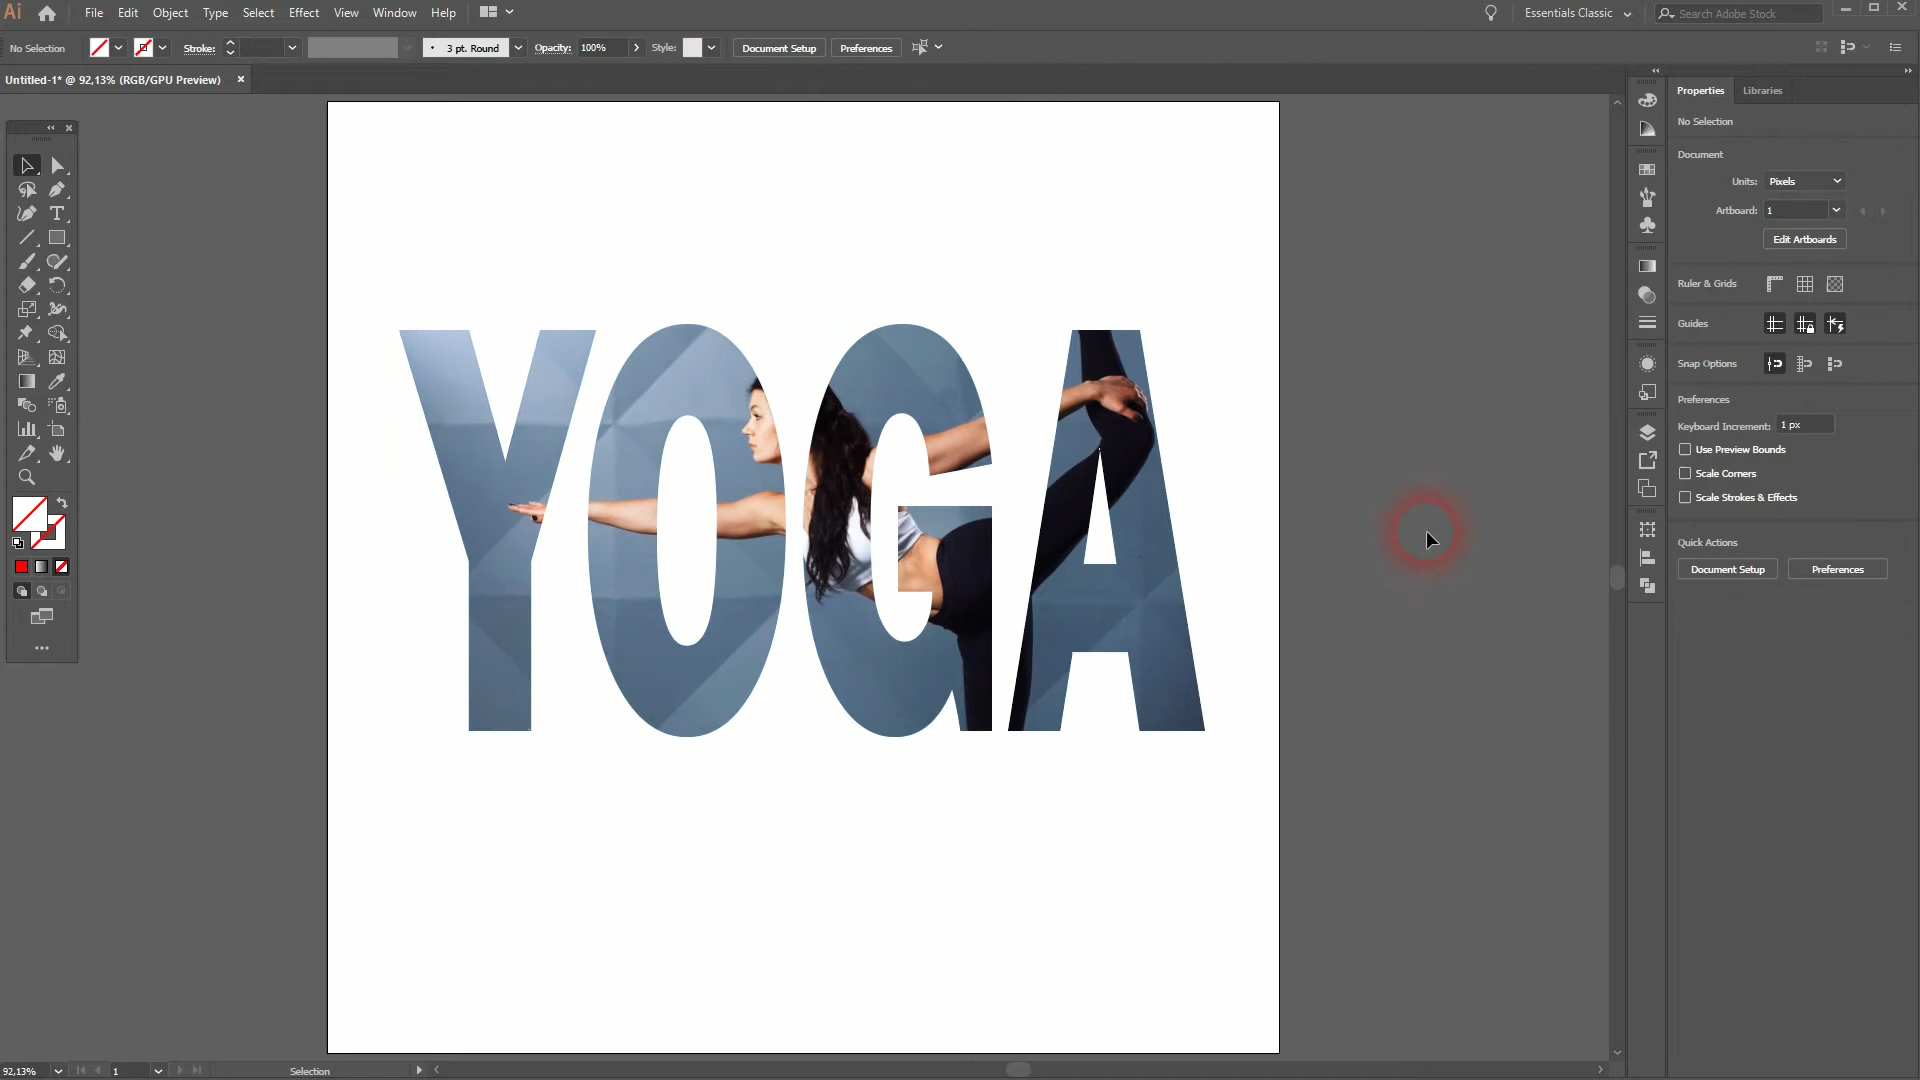 Ai File Edit Object Type Select Effect View Window Help Essentials Classic Search Adobe Stock
No Selection Stroke: 3 pt. Round Opacity: 100% Style: Document Setup Preferences
Untitled-1* @ 92,13% (RGB/GPU Preview)
Properties Libraries
No Selection
Document
Units: Pixels
Artboard: 1
Edit Artboards
Ruler & Grids
Guides
Snap Options
Preferences
Keyboard Increment: 1 px
Use Preview Bounds
Scale Corners
Scale Strokes & Effects
Quick Actions
Document Setup Preferences
YOGA
92,13% 1 Selection